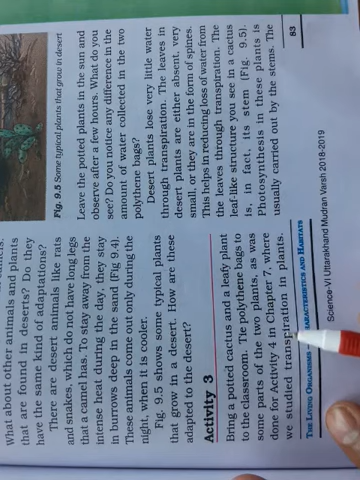 What about other animals and plants
that are found in deserts? Do they
have the same kind of adaptations?
There are desert animals like rats
and snakes, which do not have long legs
that a camel has. To stay away from the
intense heat during the day, they stay
in burrows deep in the sand (Fig. 9.4).
These animals come out only during the
night, when it is cooler.
Fig. 9.5 shows some typical plants
that grow in a desert. How are these
adapted to the desert?
Activity 3
Bring a potted cactus and a leafy plant
to the classroom. Tie polythene bags to
some parts of the two plants, as was
done for Activity 4 in Chapter 7, where
we studied transpiration in plants.
Fig. 9.5 Some typical plants that grow in desert
Leave the potted plants in the sun and
observe after a few hours. What do you
see? Do you notice any difference in the
amount of water collected in the two
polythene bags?
Desert plants lose very little water
through transpiration. The leaves in
desert plants are either absent, very
small, or they are in the form of spines.
This helps in reducing loss of water from
the leaves through transpiration. The
leaf-like structure you see in a cactus
is, in fact, its stem (Fig. 9.5).
Photosynthesis in these plants is
usually carried out by the stems. The
THE LIVING ORGANISMS CHARACTERISTICS AND HABITATS
83
Science-VI Uttarakhand Mudran Varsh 2018-2019